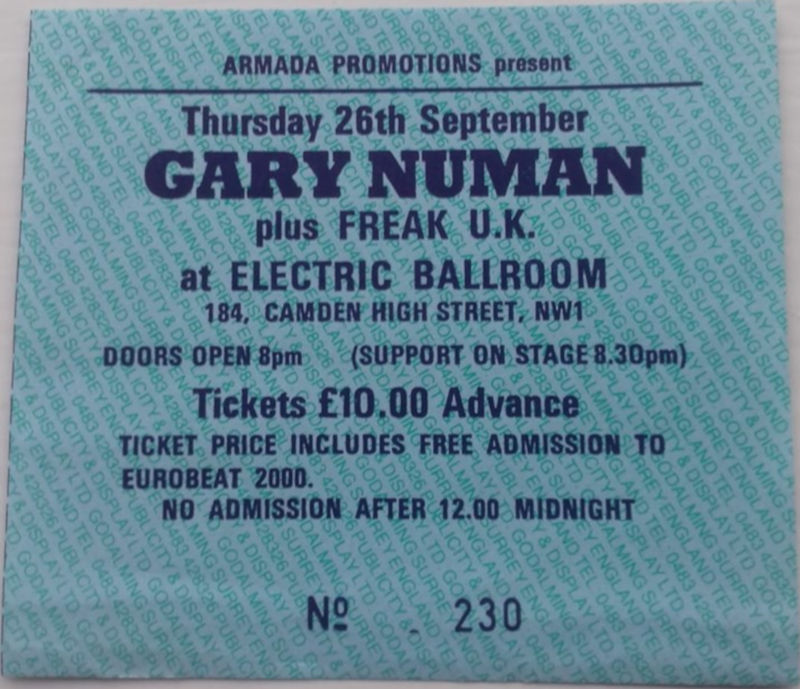 ARMADA PROMOTIONS present
Thursday 26th September
GARY NUMAN
plus FREAK U.K.
at ELECTRIC BALLROOM
184, CAMDEN HIGH STREET, NW1
DOORS OPEN 8pm (SUPPORT ON STAGE 8.30pm)
Tickets £10.00 Advance
TICKET PRICE INCLUDES FREE ADMISSION TO
EUROBEAT 2000.
NO ADMISSION AFTER 12.00 MIDNIGHT
Nº 230